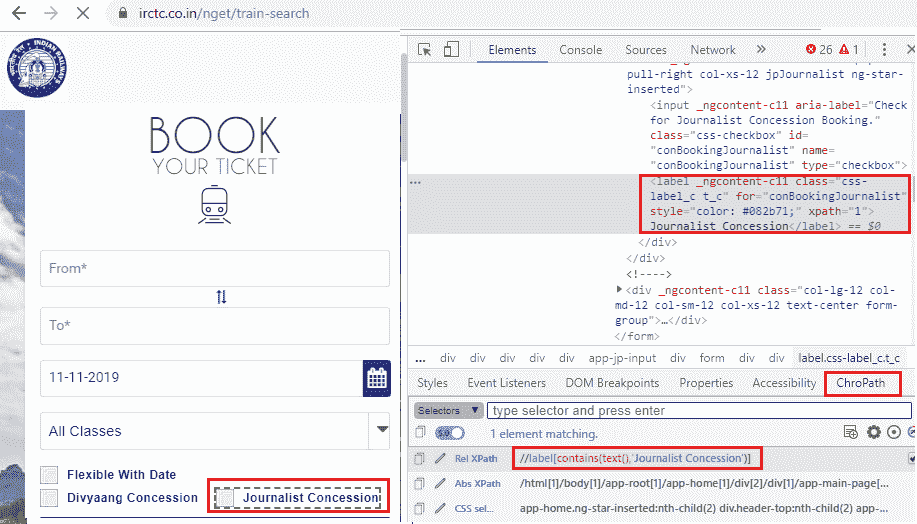 irctc.co.in/nget/train-search
INDIAN RAILWAYS
BOOK
YOUR TICKET
From*
To*
11-11-2019
All Classes
Flexible With Date
Divyaang Concession
Journalist Concession
Elements Console Sources Network » 26 1
pull-right col-xs-12 jpJournalist ng-star-
inserted">
<input _ngcontent-c11 aria-label="Check
for Journalist Concession Booking."
class="css-checkbox" id=
"conBookingJournalist" name=
"conBookingJournalist" type="checkbox">
<label _ngcontent-c11 class="css-
label_c t_c" for="conBookingJournalist"
style="color: #082b71;" xpath="1">
Journalist Concession</label> == $0
</div>
</div>
<!---->
<div _ngcontent-c11 class="col-lg-12 col-
md-12 col-sm-12 col-xs-12 text-center form-
group">…</div>
</form>
... div div div div app-jp-input div form div div label.css-label_c.t_c
Styles Event Listeners DOM Breakpoints Properties Accessibility ChroPath
Selectors type selector and press enter
1 element matching.
Rel XPath //label[contains(text(),'Journalist Concession')]
Abs XPath /html[1]/body[1]/app-root[1]/app-home[1]/div[2]/div[1]/app-main-page[...
CSS sel... app-home.ng-star-inserted:nth-child(2) div.header-top:nth-child(2) app-...